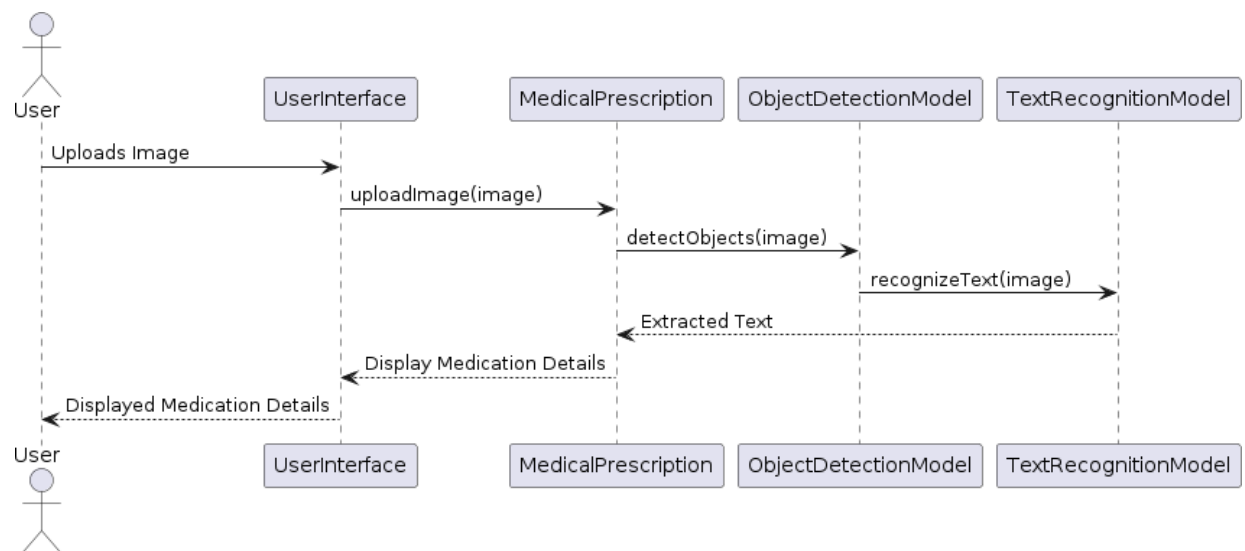 User
UserInterface
MedicalPrescription
ObjectDetectionModel
TextRecognitionModel
Uploads Image
uploadImage(image)
detectObjects(image)
recognizeText(image)
Extracted Text
Display Medication Details
Displayed Medication Details
User
UserInterface
MedicalPrescription
ObjectDetectionModel
TextRecognitionModel